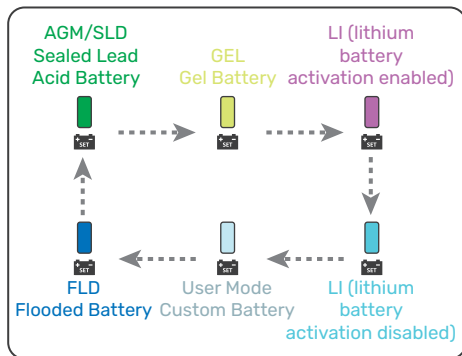 AGM/SLD
Sealed Lead
Acid Battery
GEL
Gel Battery
LI (lithium
battery
activation enabled)
SET
SET
SET
SET
SET
SET
FLD
Flooded Battery
User Mode
Custom Battery
LI (lithium
battery
activation disabled)